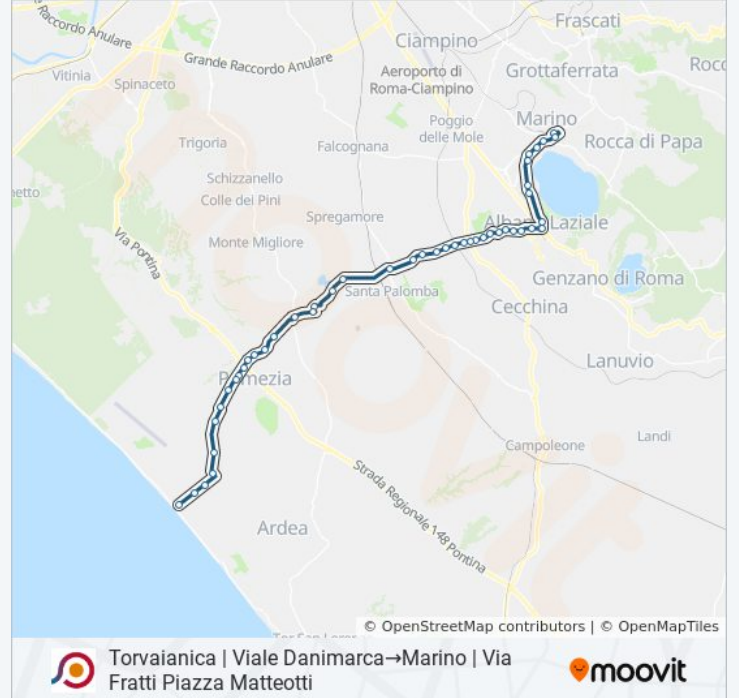 Frascati
Raccordo Anulare
Ciampino
Grande Raccordo Anulare
Vitinia
Spinaceto
Aeroporto di
Roma-Ciampino
Grottaferrata
Rocc
Trigoria
Falcognana
Poggio
delle Mole
Marino
Rocca di Papa
Schizzanello
Colle dei Pini
etto
Spregamore
Albano Laziale
Via Pontina
Monte Migliore
Santa Palomba
Genzano di Roma
Cecchina
Lanuvio
Pomezia
Campoleone
Landi
Strada Regionale 148 Pontina
Ardea
© OpenStreetMap contributors | © OpenMapTiles
Torvaianica | Viale Danimarca→Marino | Via
Fratti Piazza Matteotti
moovit